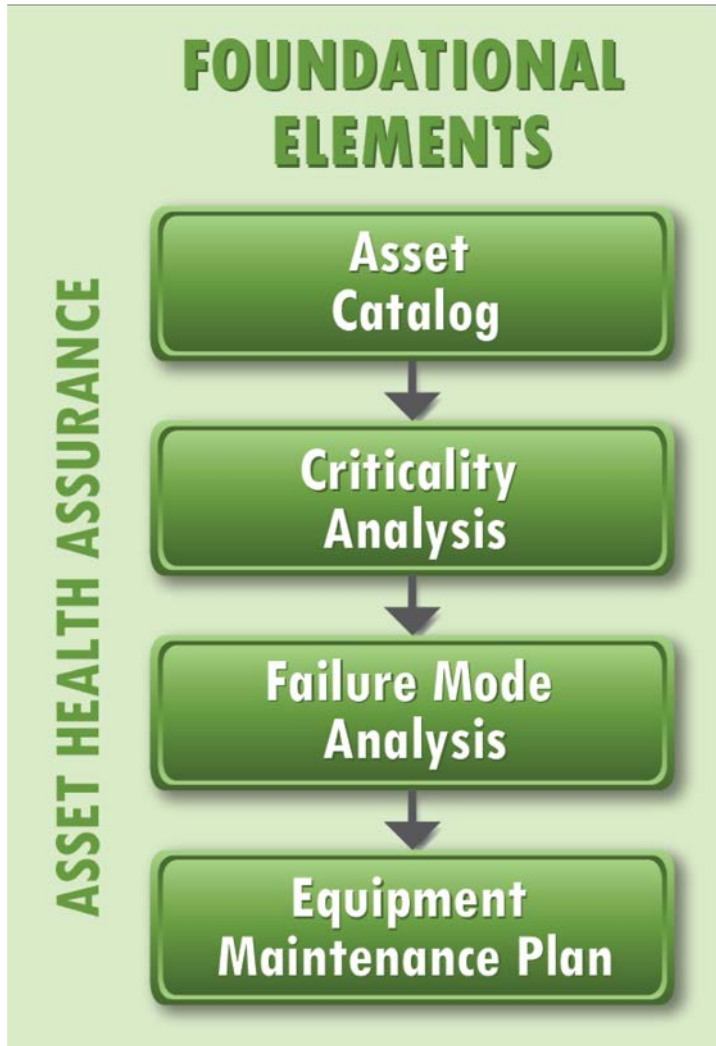 FOUNDATIONAL
ELEMENTS
ASSET HEALTH ASSURANCE
Asset
Catalog
Criticality
Analysis
Failure Mode
Analysis
Equipment
Maintenance Plan